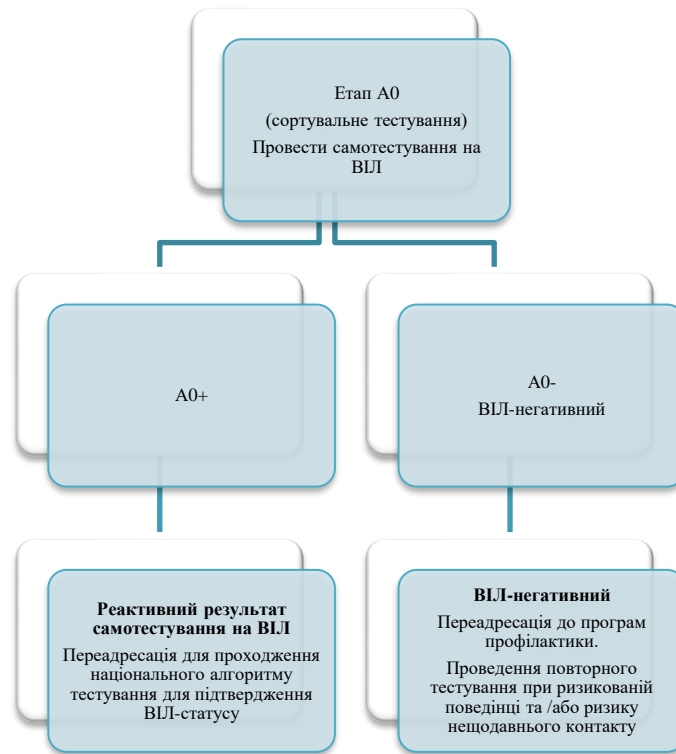 Етап А0
(сортувальне тестування)
Провести самотестування на
ВІЛ
А0+
А0-
ВІЛ-негативний
Реактивний результат
самотестування на ВІЛ
Переадресація для проходження
національного алгоритму
тестування для підтвердження
ВІЛ-статусу
ВІЛ-негативний
Переадресація до програм
профілактики.
Проведення повторного
тестування при ризикованій
поведінці та /або ризику
нещодавнього контакту